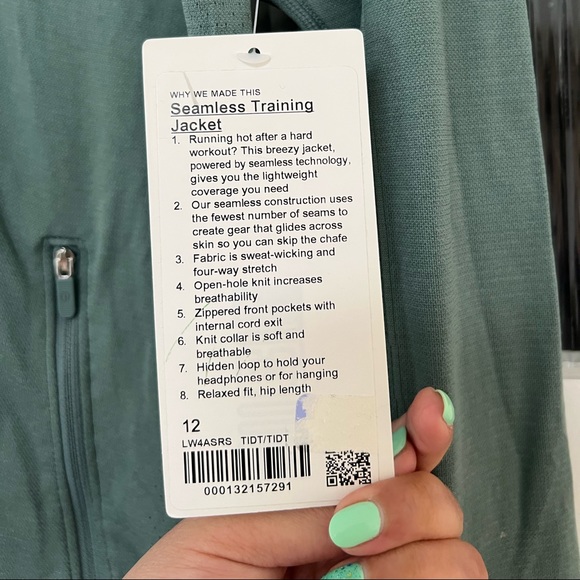 WHY WE MADE THIS
Seamless Training
Jacket
1. Running hot after a hard
workout? This breezy jacket,
powered by seamless technology,
gives you the lightweight
coverage you need
2. Our seamless construction uses
the fewest number of seams to
create gear that glides across
skin so you can skip the chafe
3. Fabric is sweat-wicking and
four-way stretch
4. Open-hole knit increases
breathability
5. Zippered front pockets with
internal cord exit
6. Knit collar is soft and
breathable
7. Hidden loop to hold your
headphones or for hanging
8. Relaxed fit, hip length
12
LW4ASRS TIDT/TIDT
000132157291